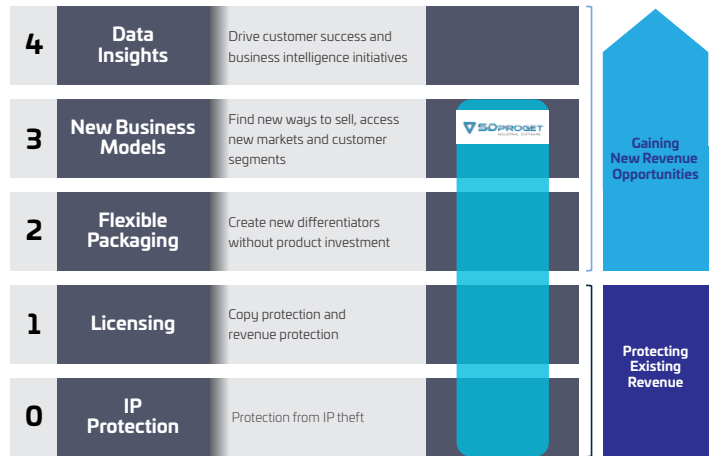 4
Data
Insights
Drive customer success and
business intelligence initiatives
3
New Business
Models
Find new ways to sell, access
new markets and customer
segments
SDPROGET
INDUSTRIAL SOFTWARE
2
Flexible
Packaging
Create new differentiators
without product investment
Gaining
New Revenue
Opportunities
1
Licensing
Copy protection and
revenue protection
0
IP
Protection
Protection from IP theft
Protecting
Existing
Revenue